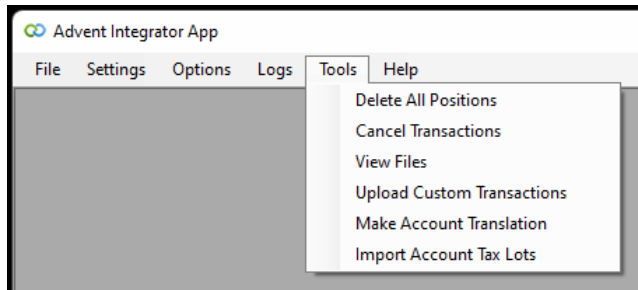 Advent Integrator App
File Settings Options Logs Tools Help
Delete All Positions
Cancel Transactions
View Files
Upload Custom Transactions
Make Account Translation
Import Account Tax Lots